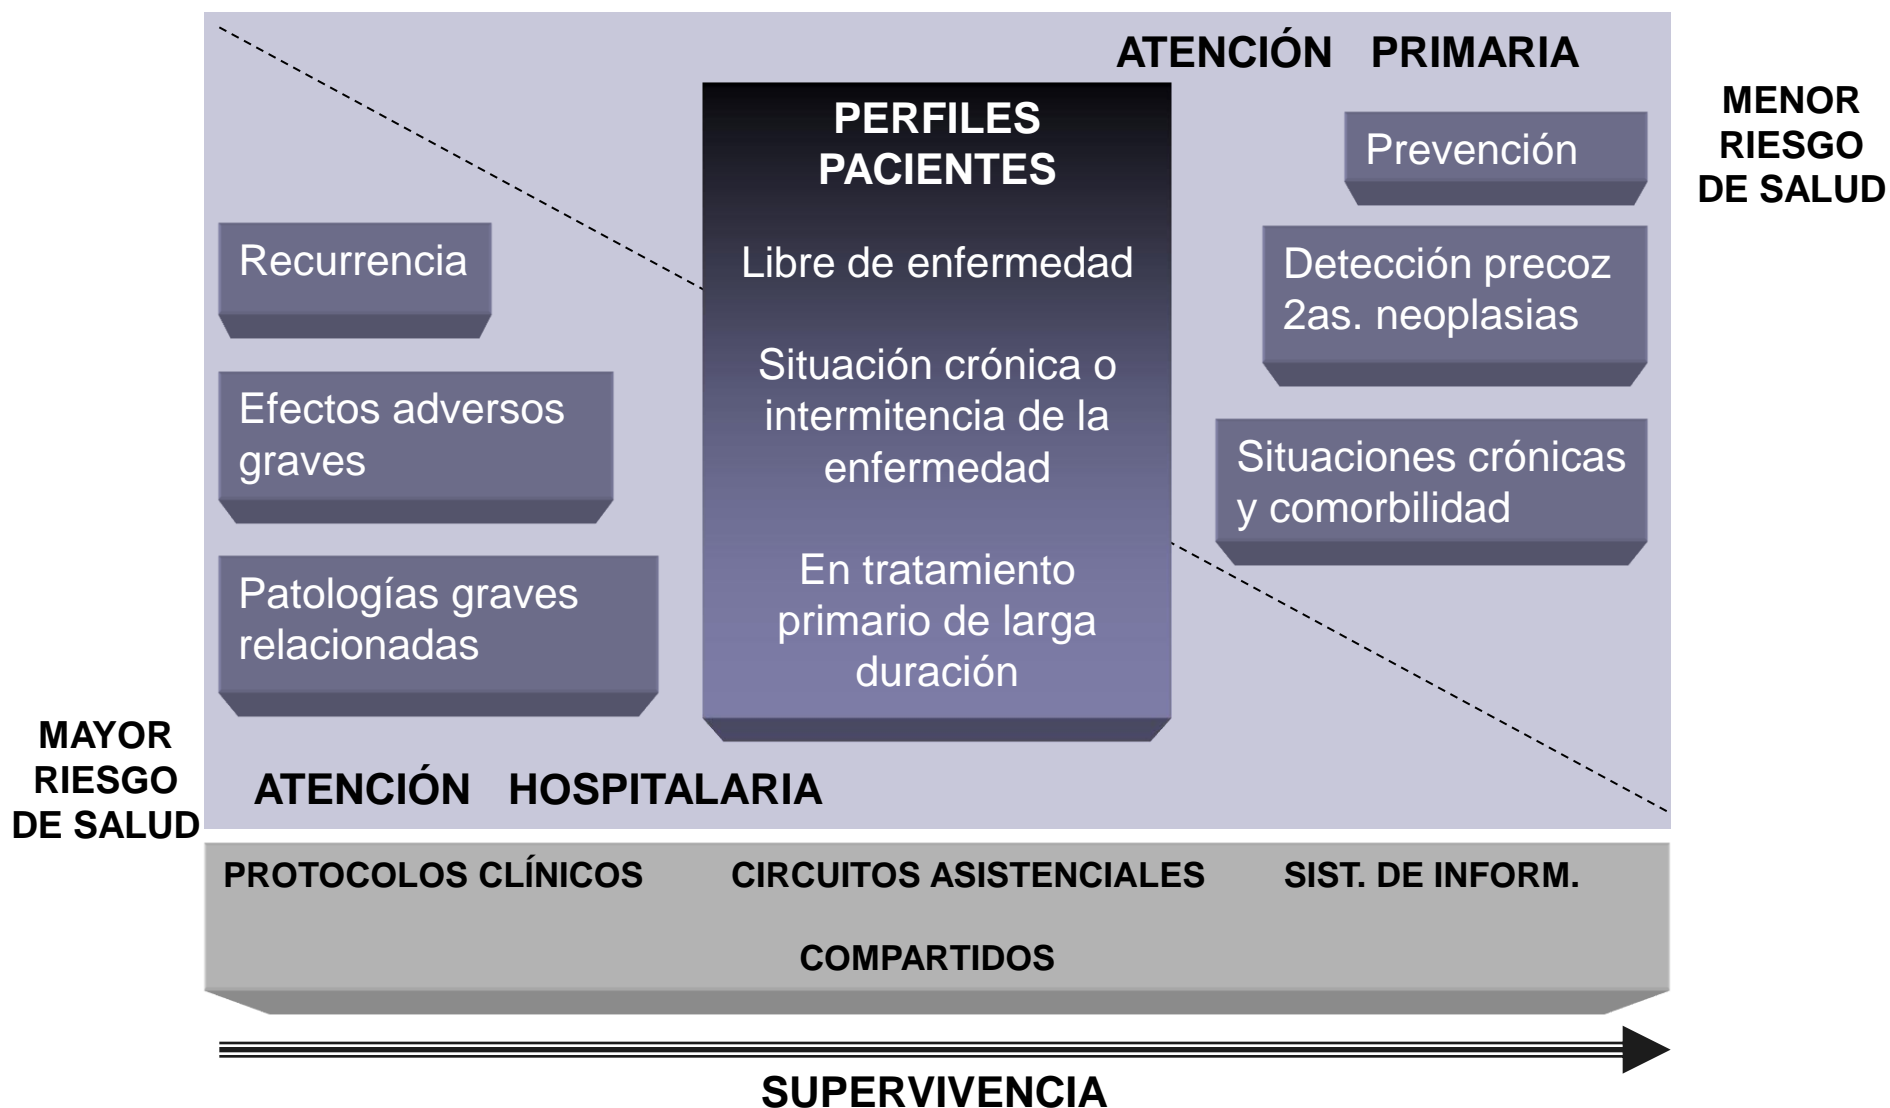 ATENCIÓN PRIMARIA
MENOR
RIESGO
DE SALUD
PERFILES
PACIENTES
Libre de enfermedad
Situación crónica o
intermitencia de la
enfermedad
En tratamiento
primario de larga
duración
Prevención
Detección precoz
2as. neoplasias
Situaciones crónicas
y comorbilidad
Recurrencia
Efectos adversos
graves
Patologías graves
relacionadas
MAYOR
RIESGO
DE SALUD
ATENCIÓN HOSPITALARIA
PROTOCOLOS CLÍNICOS CIRCUITOS ASISTENCIALES SIST. DE INFORM.
COMPARTIDOS
SUPERVIVENCIA